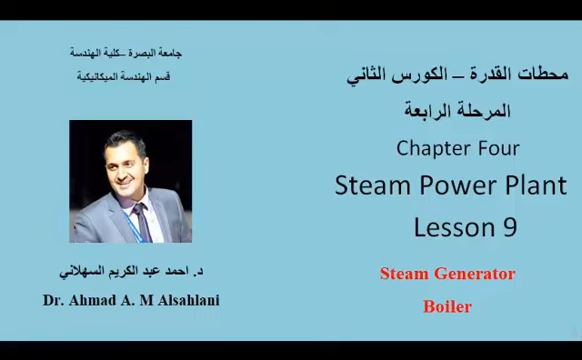 جامعة البصرة –كلية الهندسة
قسم الهندسة الميكانيكية
د. احمد عبد الكريم السهلاني
Dr. Ahmad A. M Alsahlani
محطات القدرة – الكورس الثاني
المرحلة الرابعة
Chapter Four
Steam Power Plant
Lesson 9
Steam Generator
Boiler